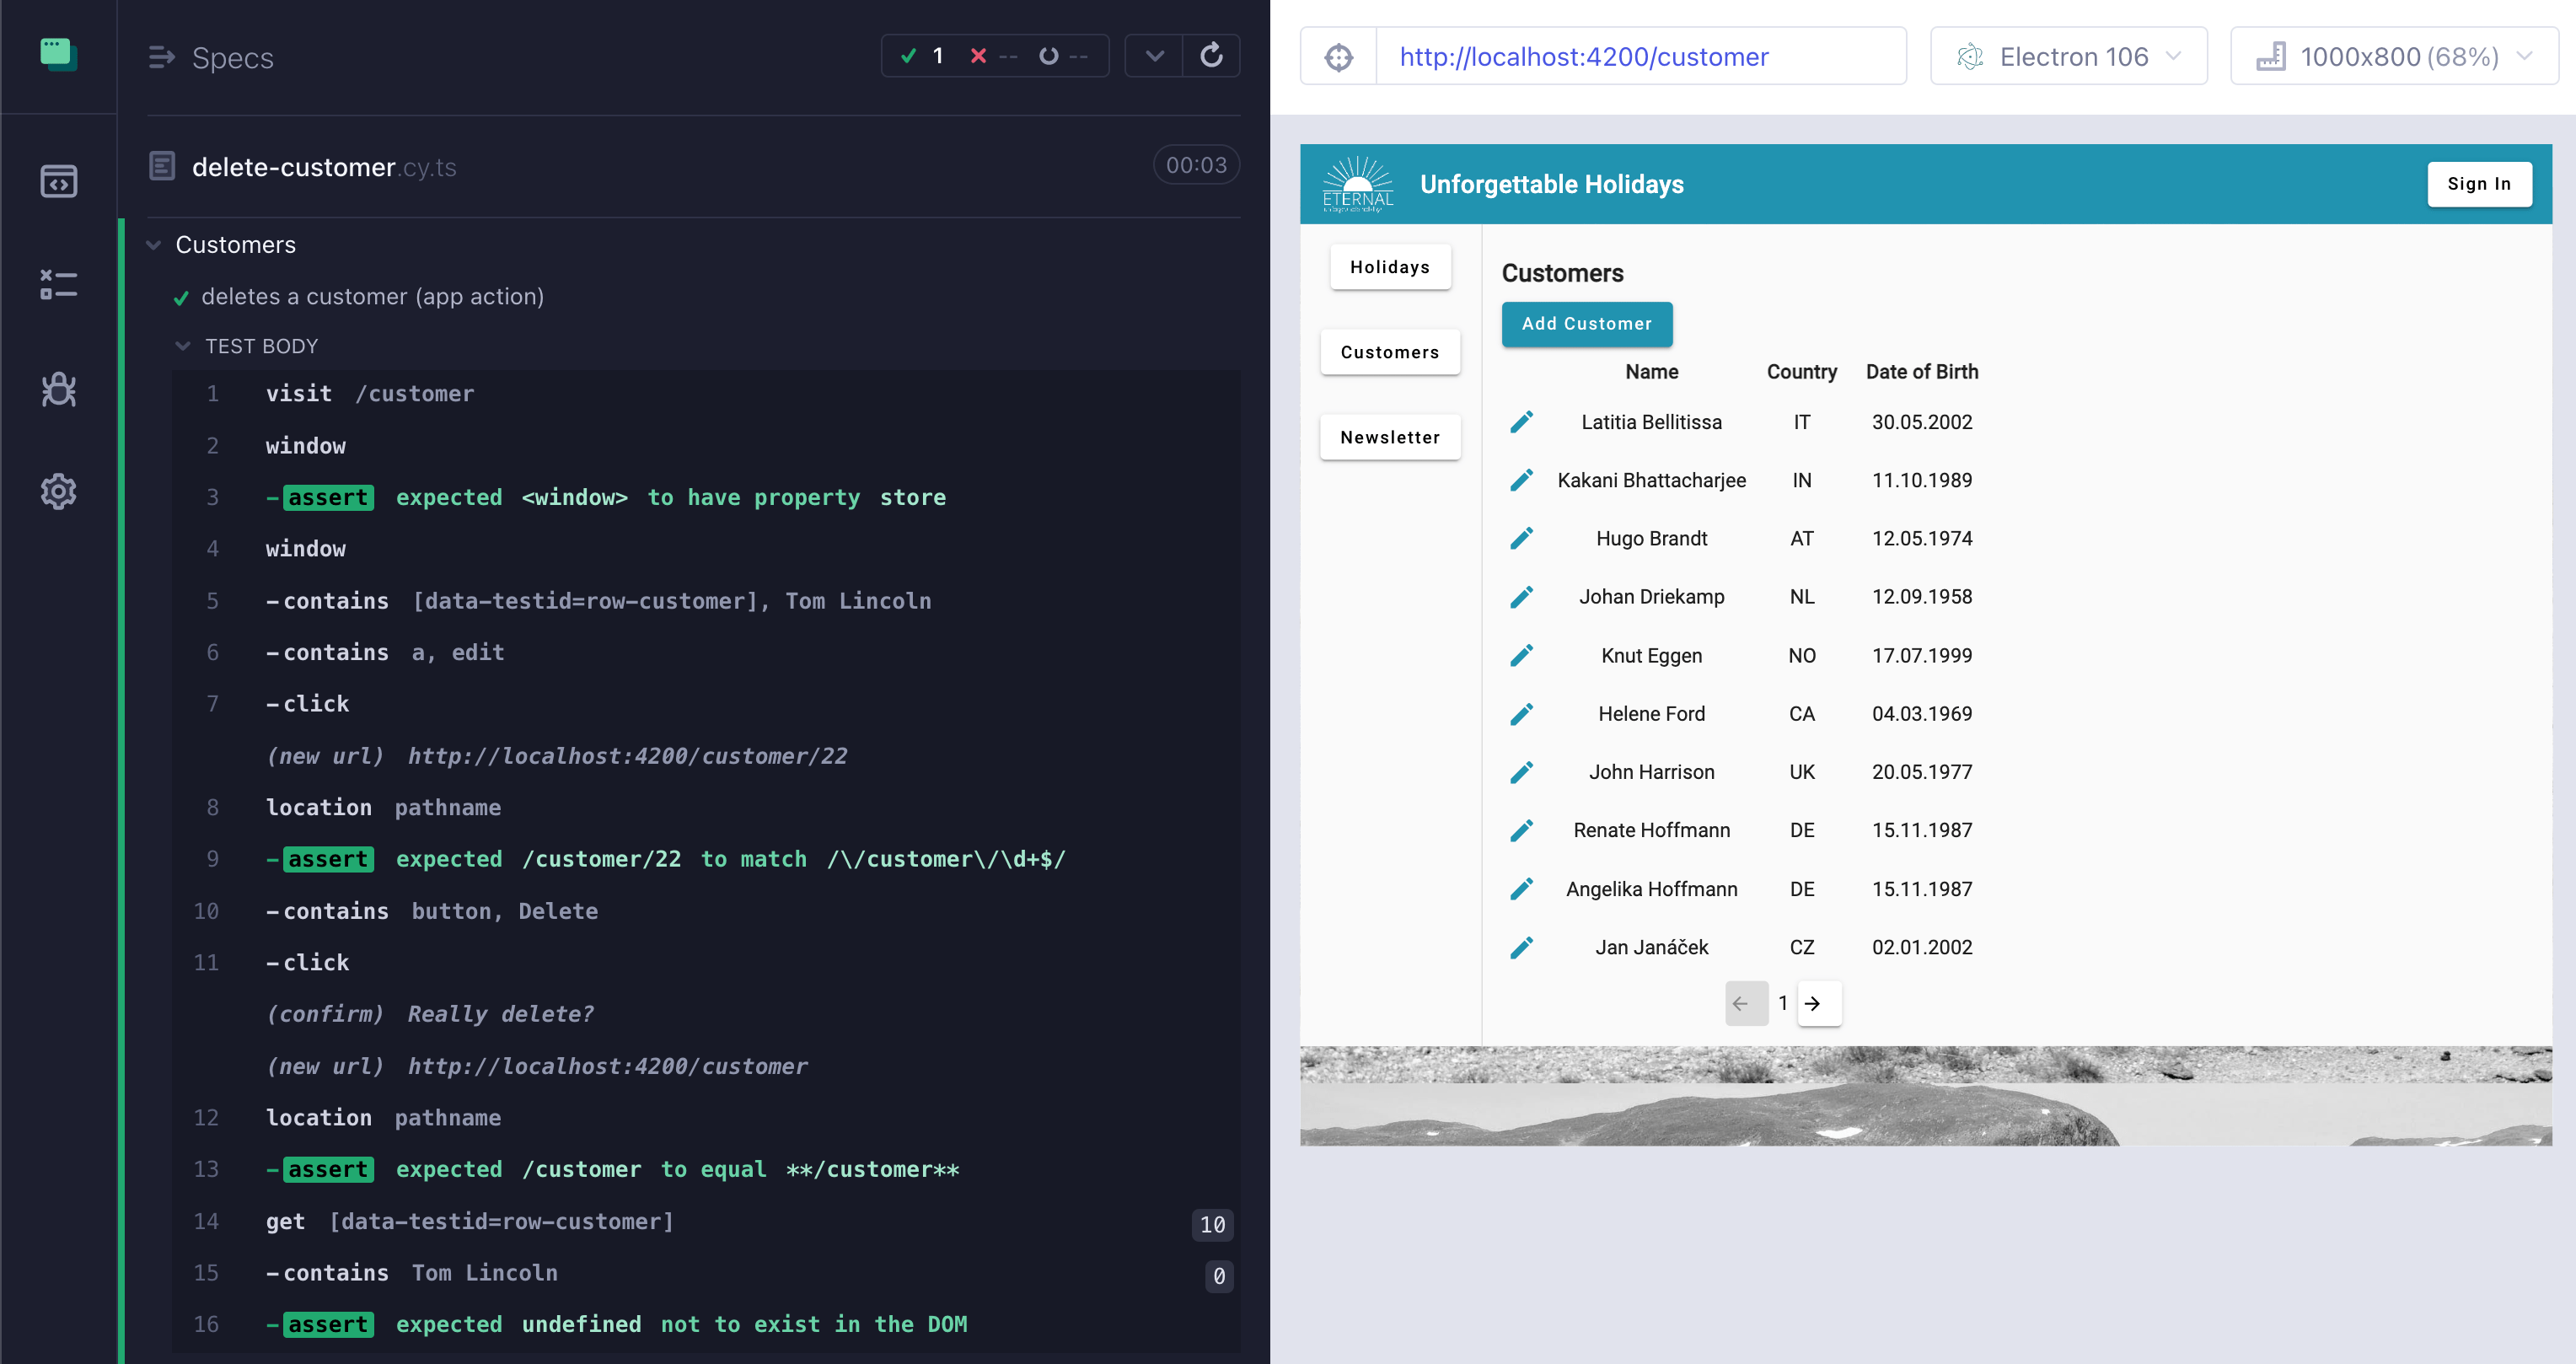 Specs
1 -- --
delete-customer.cy.ts 00:03
Customers
deletes a customer (app action)
TEST BODY
1 visit /customer
2 window
3 -assert expected <window> to have property store
4 window
5 -contains [data-testid=row-customer], Tom Lincoln
6 -contains a, edit
7 -click
(new url) http://localhost:4200/customer/22
8 location pathname
9 -assert expected /customer/22 to match /\/customer\/\d+$/
10 -contains button, Delete
11 -click
(confirm) Really delete?
(new url) http://localhost:4200/customer
12 location pathname
13 -assert expected /customer to equal **/customer**
14 get [data-testid=row-customer] 10
15 -contains Tom Lincoln 0
16 -assert expected undefined not to exist in the DOM
http://localhost:4200/customer
Electron 106
1000x800 (68%)
ETERNAL
Unforgettable Holidays
Sign In
Holidays
Customers
Newsletter
Customers
Add Customer
Name Country Date of Birth
Latitia Bellitissa IT 30.05.2002
Kakani Bhattacharjee IN 11.10.1989
Hugo Brandt AT 12.05.1974
Johan Driekamp NL 12.09.1958
Knut Eggen NO 17.07.1999
Helene Ford CA 04.03.1969
John Harrison UK 20.05.1977
Renate Hoffmann DE 15.11.1987
Angelika Hoffmann DE 15.11.1987
Jan Janáček CZ 02.01.2002
1